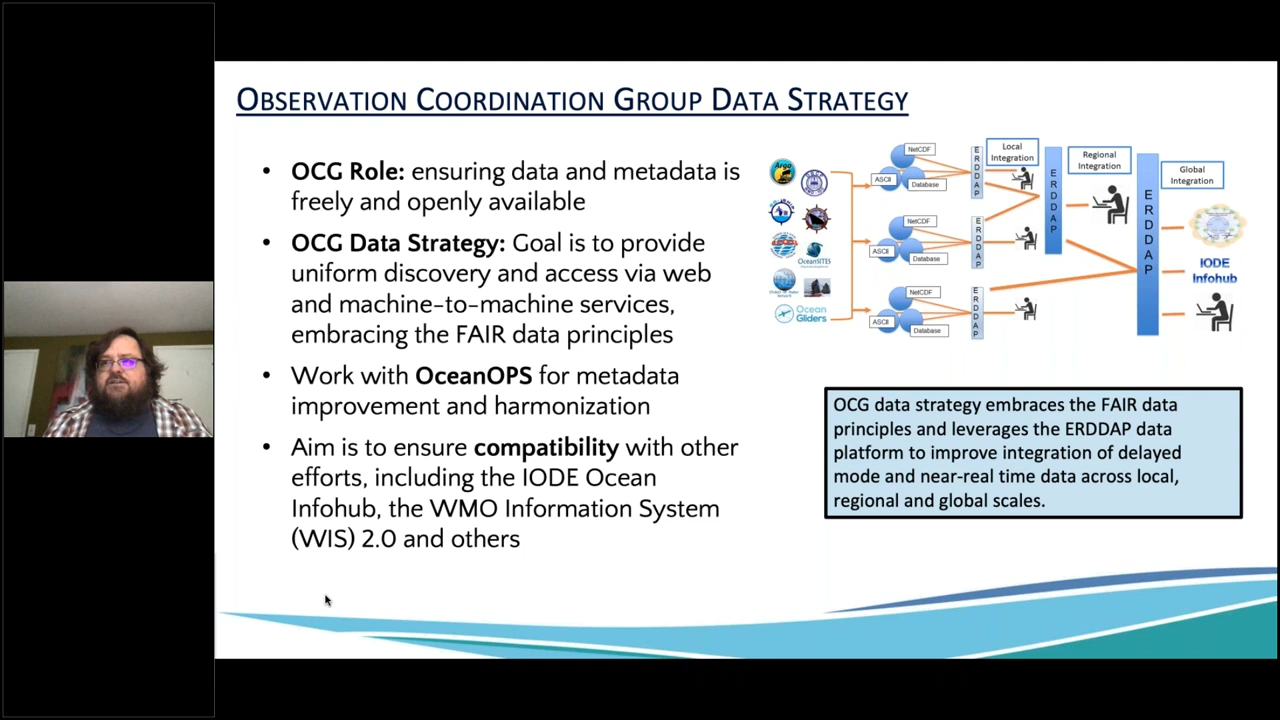 OBSERVATION COORDINATION GROUP DATA STRATEGY
• OCG Role: ensuring data and metadata is
freely and openly available
• OCG Data Strategy: Goal is to provide
uniform discovery and access via web
and machine-to-machine services,
embracing the FAIR data principles
• Work with OceanOPS for metadata
improvement and harmonization
• Aim is to ensure compatibility with other
efforts, including the IODE Ocean
Infohub, the WMO Information System
(WIS) 2.0 and others
Argo
OceanSITES
Ocean
Gliders
NetCDF
ASCII
Database
NetCDF
ASCII
Database
NetCDF
ASCII
Database
ERDDAP
ERDDAP
ERDDAP
Local
Integration
ERDDAP
Regional
Integration
ERDDAP
Global
Integration
IODE
Infohub
OCG data strategy embraces the FAIR data
principles and leverages the ERDDAP data
platform to improve integration of delayed
mode and near-real time data across local,
regional and global scales.